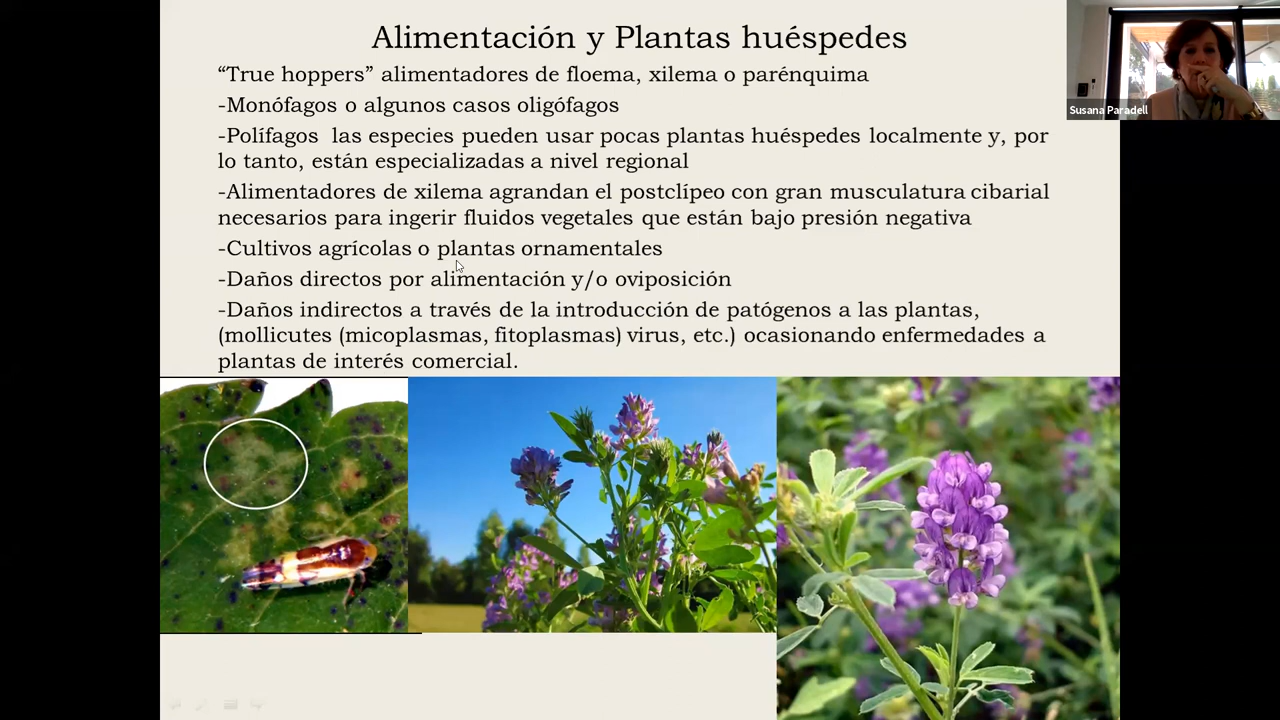 Alimentación y Plantas huéspedes
“True hoppers” alimentadores de floema, xilema o parénquima
-Monófagos o algunos casos oligófagos
-Polífagos las especies pueden usar pocas plantas huéspedes localmente y, por
lo tanto, están especializadas a nivel regional
-Alimentadores de xilema agrandan el postclípeo con gran musculatura cibarial
necesarios para ingerir fluidos vegetales que están bajo presión negativa
-Cultivos agrícolas o plantas ornamentales
-Daños directos por alimentación y/o oviposición
-Daños indirectos a través de la introducción de patógenos a las plantas,
(mollicutes (micoplasmas, fitoplasmas) virus, etc.) ocasionando enfermedades a
plantas de interés comercial.
Susana Paradell